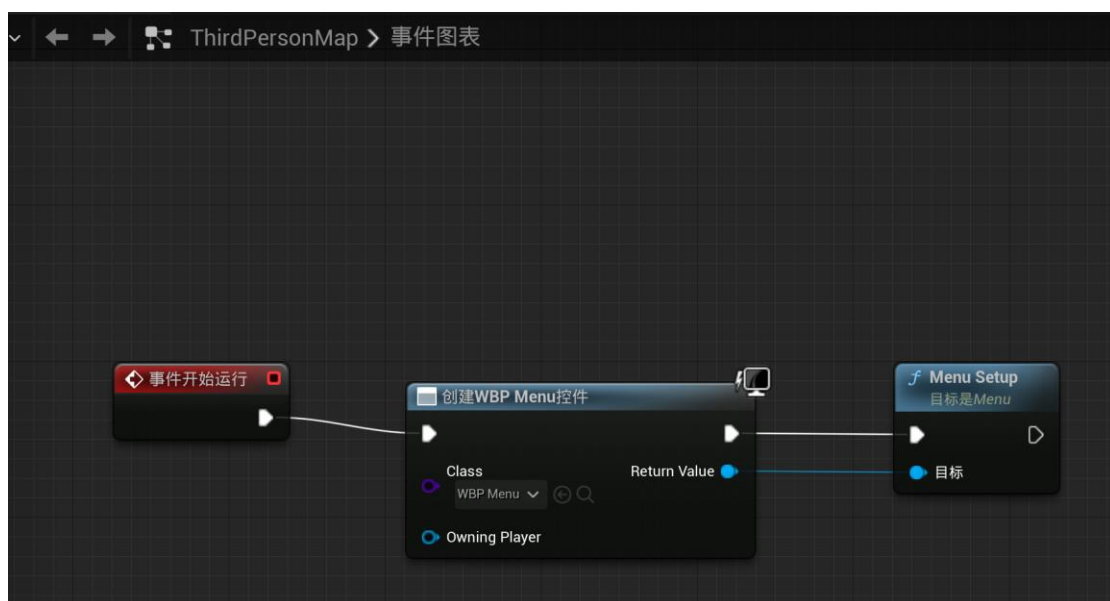 ThirdPersonMap > 事件图表
事件开始运行
创建WBP Menu控件
Class
WBP Menu
Return Value
Owning Player
Menu Setup
目标是Menu
目标